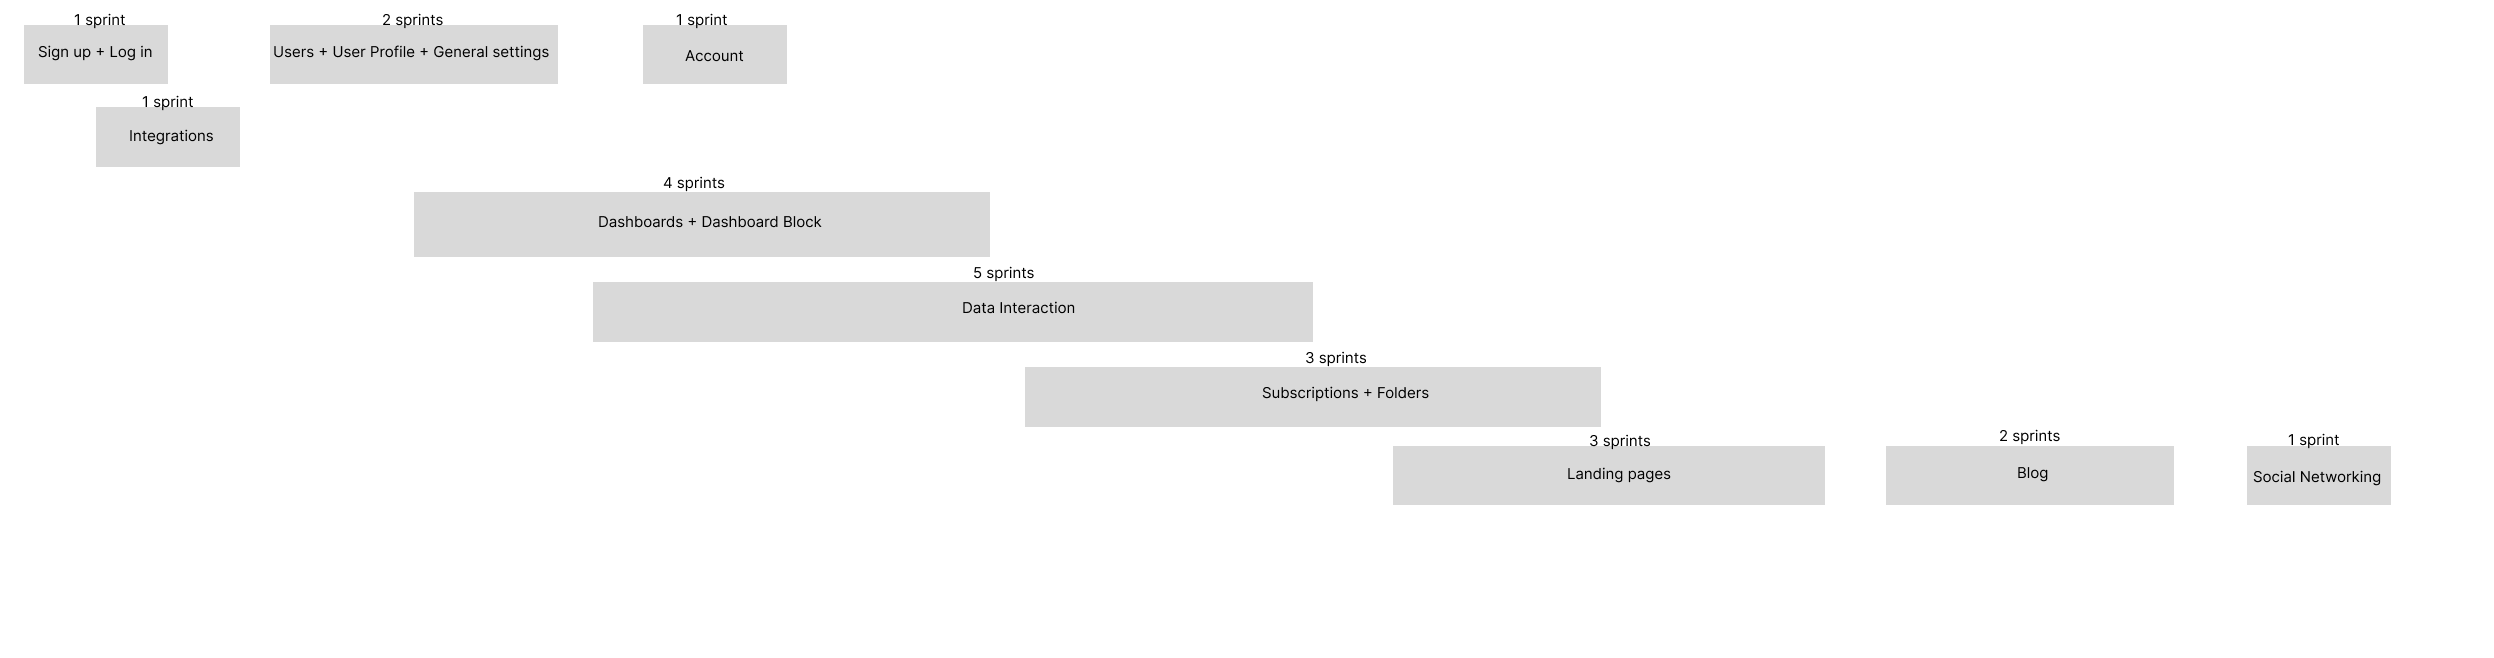 1 sprint
Sign up + Log in
2 sprints
Users + User Profile + General settings
1 sprint
Account
1 sprint
Integrations
4 sprints
Dashboards + Dashboard Block
5 sprints
Data Interaction
3 sprints
Subscriptions + Folders
3 sprints
Landing pages
2 sprints
Blog
1 sprint
Social Networking